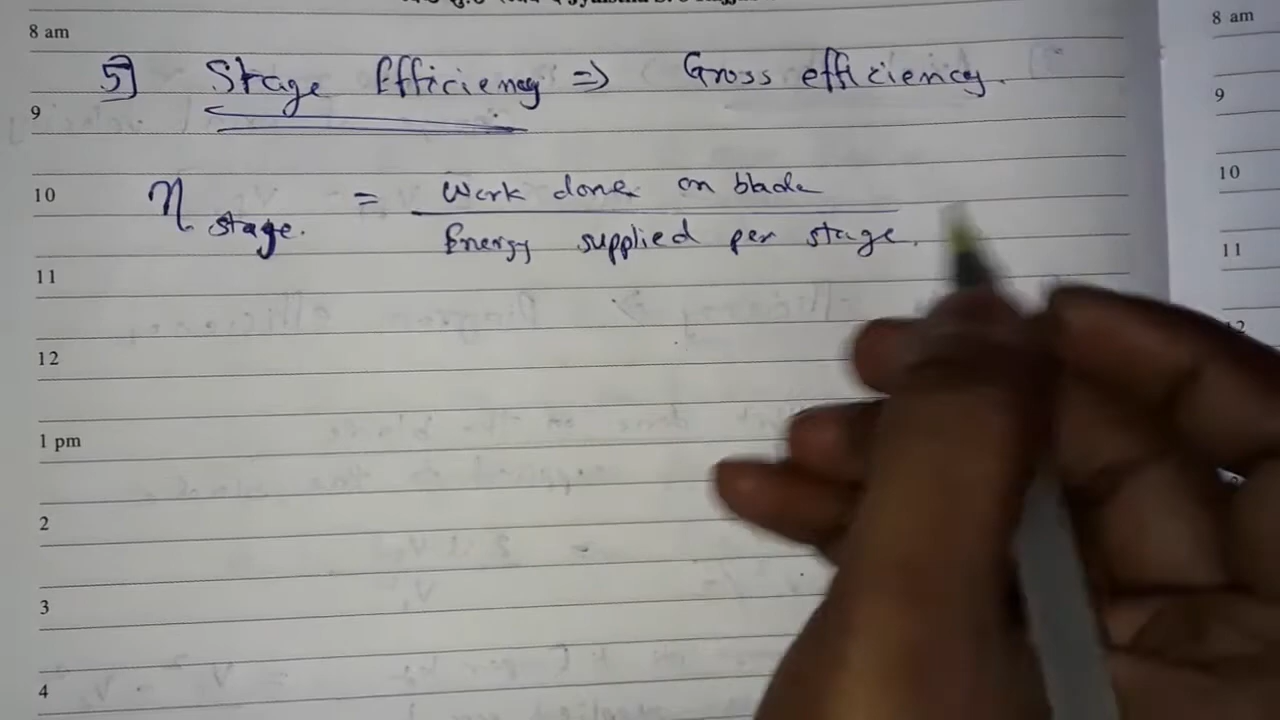 8 am
5] Stage Efficiency ⇒ Gross efficiency.
9
10
η stage. = Work done on blade
Energy supplied per stage.
11
12
1 pm
2
3
4
8 am
9
10
11